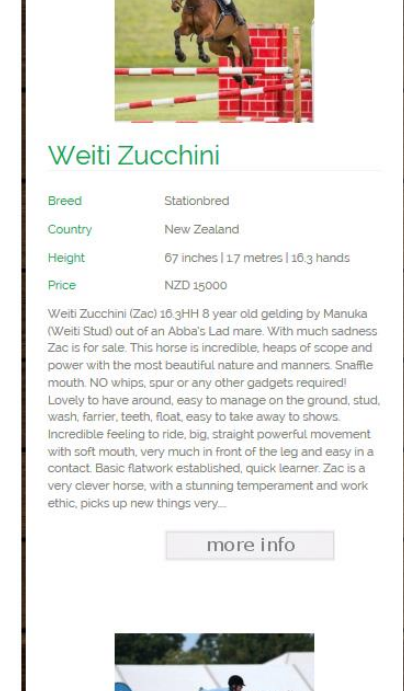 Weiti Zucchini
Breed Stationbred
Country New Zealand
Height 67 inches | 1.7 metres | 16.3 hands
Price NZD 15000
Weiti Zucchini (Zac) 16.3HH 8 year old gelding by Manuka
(Weiti Stud) out of an Abba's Lad mare. With much sadness
Zac is for sale. This horse is incredible, heaps of scope and
power with the most beautiful nature and manners. Snaffle
mouth. NO whips, spur or any other gadgets required!
Lovely to have around, easy to manage on the ground, stud,
wash, farrier, teeth, float, easy to take away to shows.
Incredible feeling to ride, big, straight powerful movement
with soft mouth, very much in front of the leg and easy in a
contact. Basic flatwork established, quick learner. Zac is a
very clever horse, with a stunning temperament and work
ethic, picks up new things very....
more info